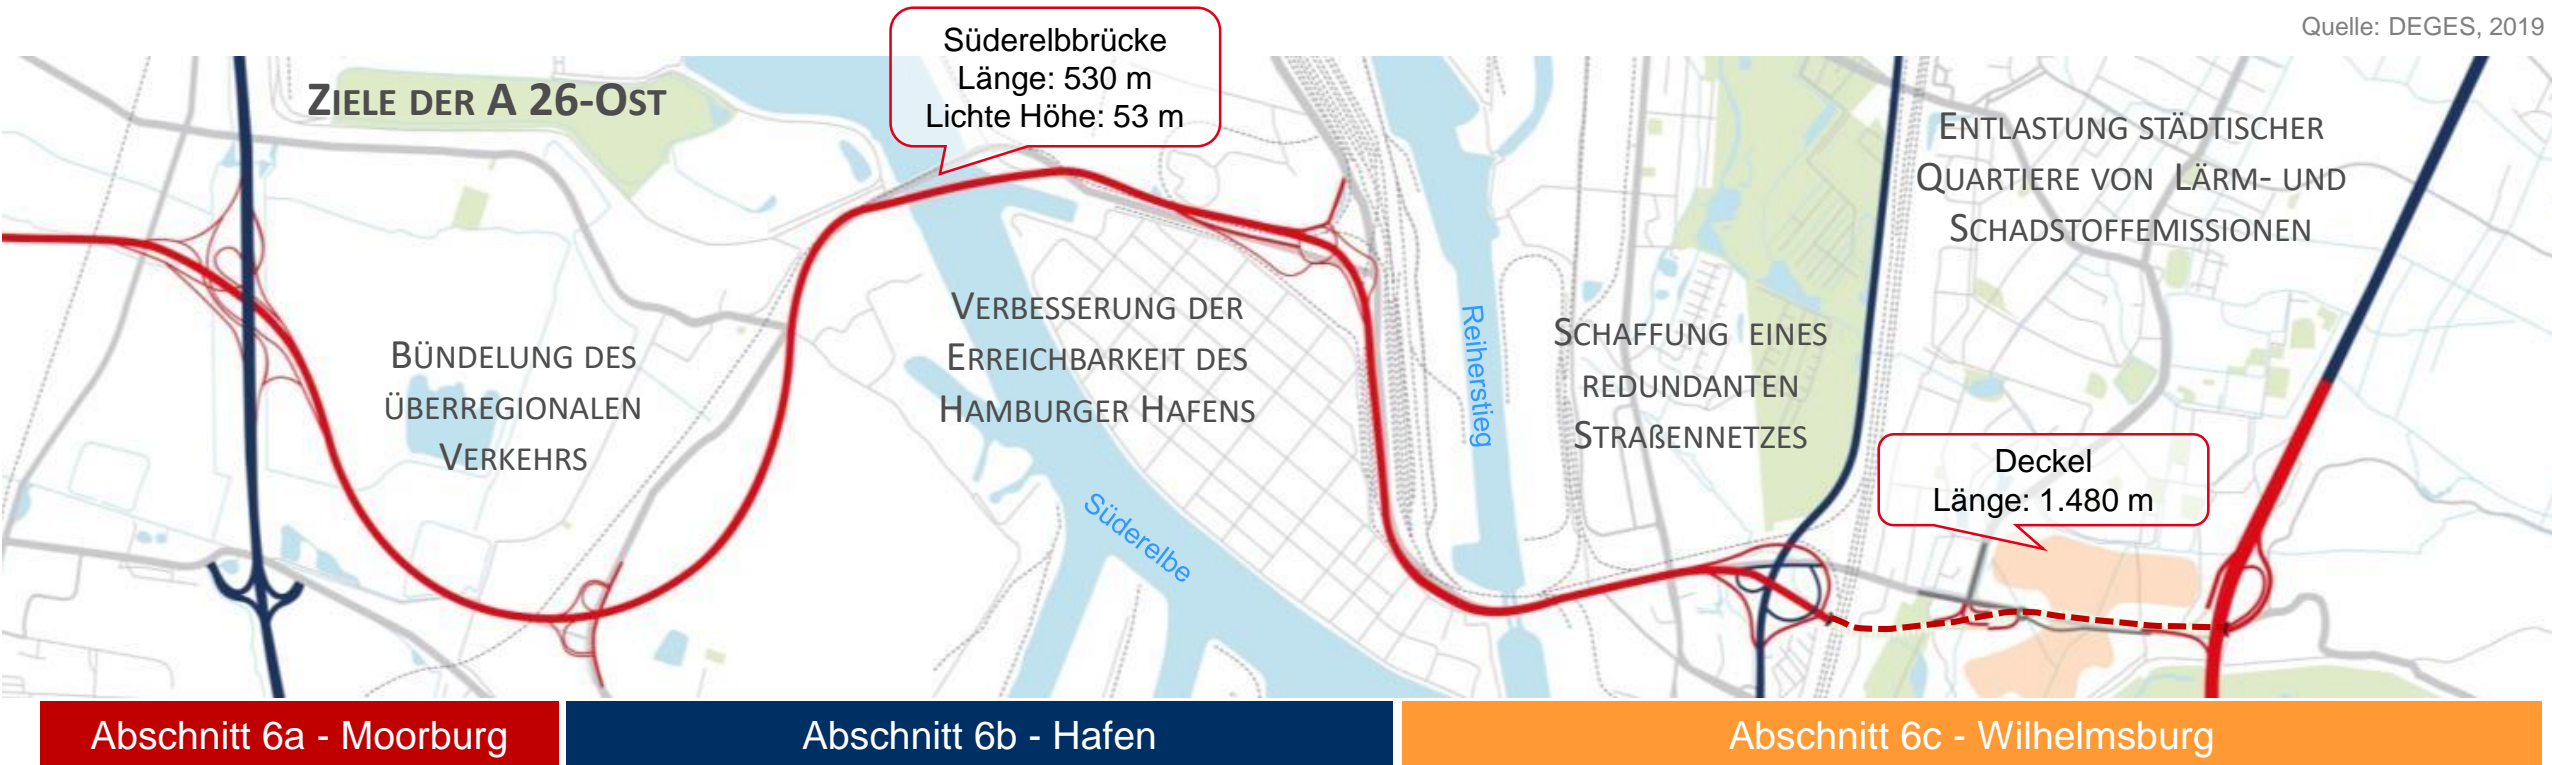 Quelle: DEGES, 2019
Süderelbbrücke
Länge: 530 m
Lichte Höhe: 53 m
ZIELE DER A 26-OST
ENTLASTUNG STÄDTISCHER
QUARTIERE VON LÄRM- UND
SCHADSTOFFEMISSIONEN
BÜNDELUNG DES
ÜBERREGIONALEN
VERKEHRS
VERBESSERUNG DER
ERREICHBARKEIT DES
HAMBURGER HAFENS
Reiherstieg
SCHAFFUNG EINES
REDUNDANTEN
STRAßENNETZES
Süderelbe
Deckel
Länge: 1.480 m
Abschnitt 6a - Moorburg
Abschnitt 6b - Hafen
Abschnitt 6c - Wilhelmsburg